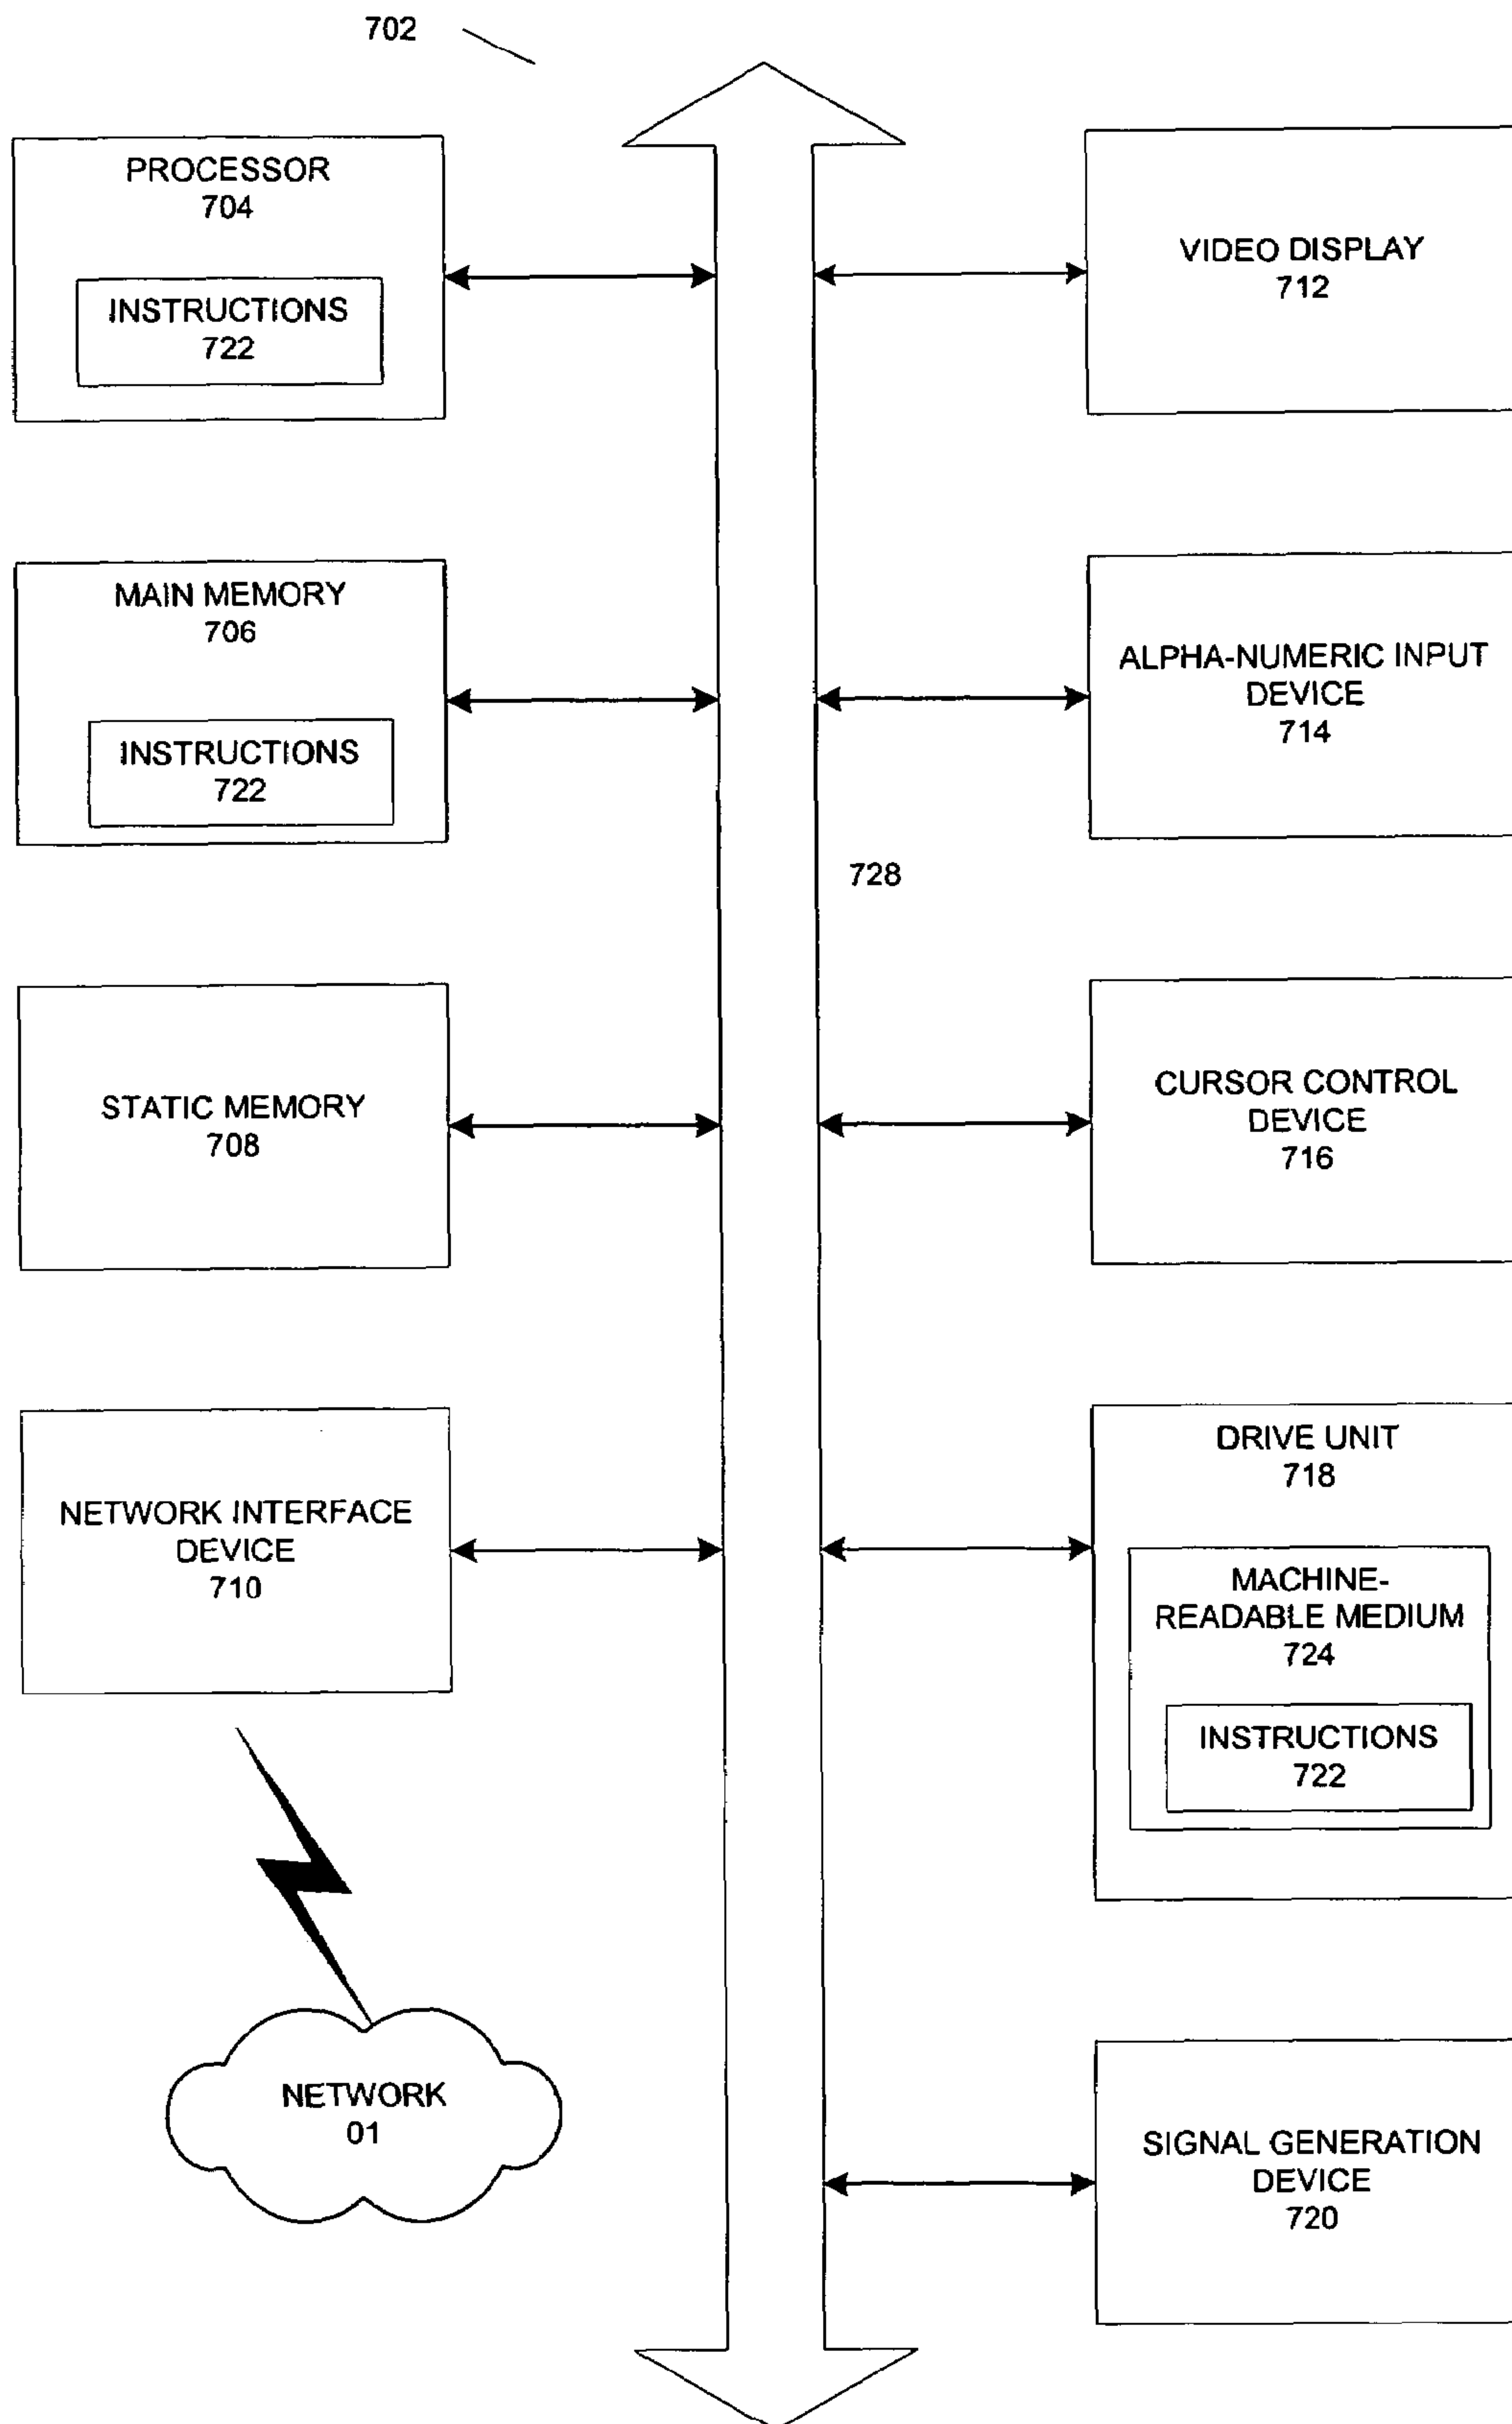 702
PROCESSOR
704
INSTRUCTIONS
722
VIDEO DISPLAY
712
MAIN MEMORY
706
INSTRUCTIONS
722
ALPHA-NUMERIC INPUT
DEVICE
714
728
STATIC MEMORY
708
CURSOR CONTROL
DEVICE
716
NETWORK INTERFACE
DEVICE
710
DRIVE UNIT
718
MACHINE-
READABLE MEDIUM
724
INSTRUCTIONS
722
NETWORK
01
SIGNAL GENERATION
DEVICE
720